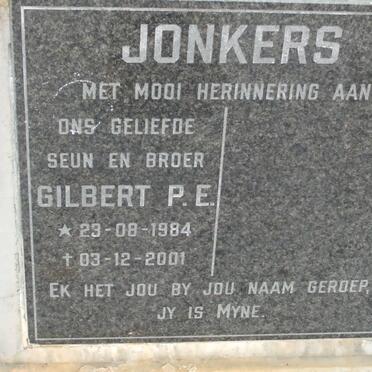 JONKERS
MET MOOI HERINNERING AAN
ONS GELIEFDE
SEUN EN BROER
GILBERT P.E.
★ 23-08-1984
✝ 03-12-2001
EK HET JOU BY JOU NAAM GEROEP,
JY IS MYNE.